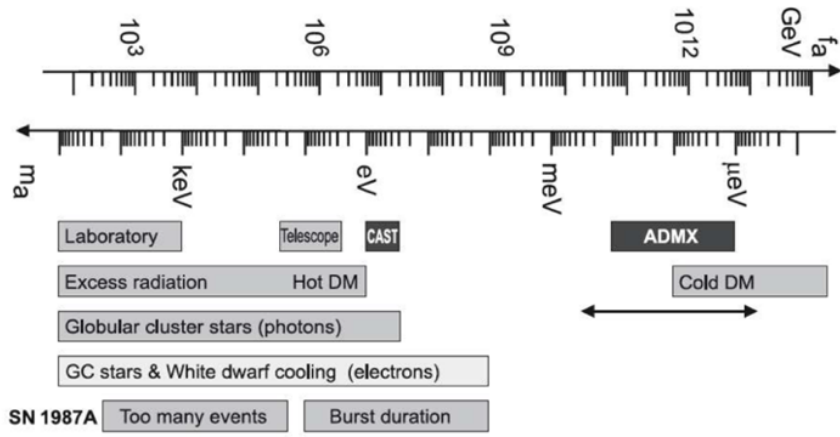 10³ 10⁶ 10⁹ 10¹² GeV fₐ
mₐ keV eV meV μeV
Laboratory Telescope CAST ADMX
Excess radiation Hot DM Cold DM
Globular cluster stars (photons)
GC stars & White dwarf cooling (electrons)
SN 1987A Too many events Burst duration